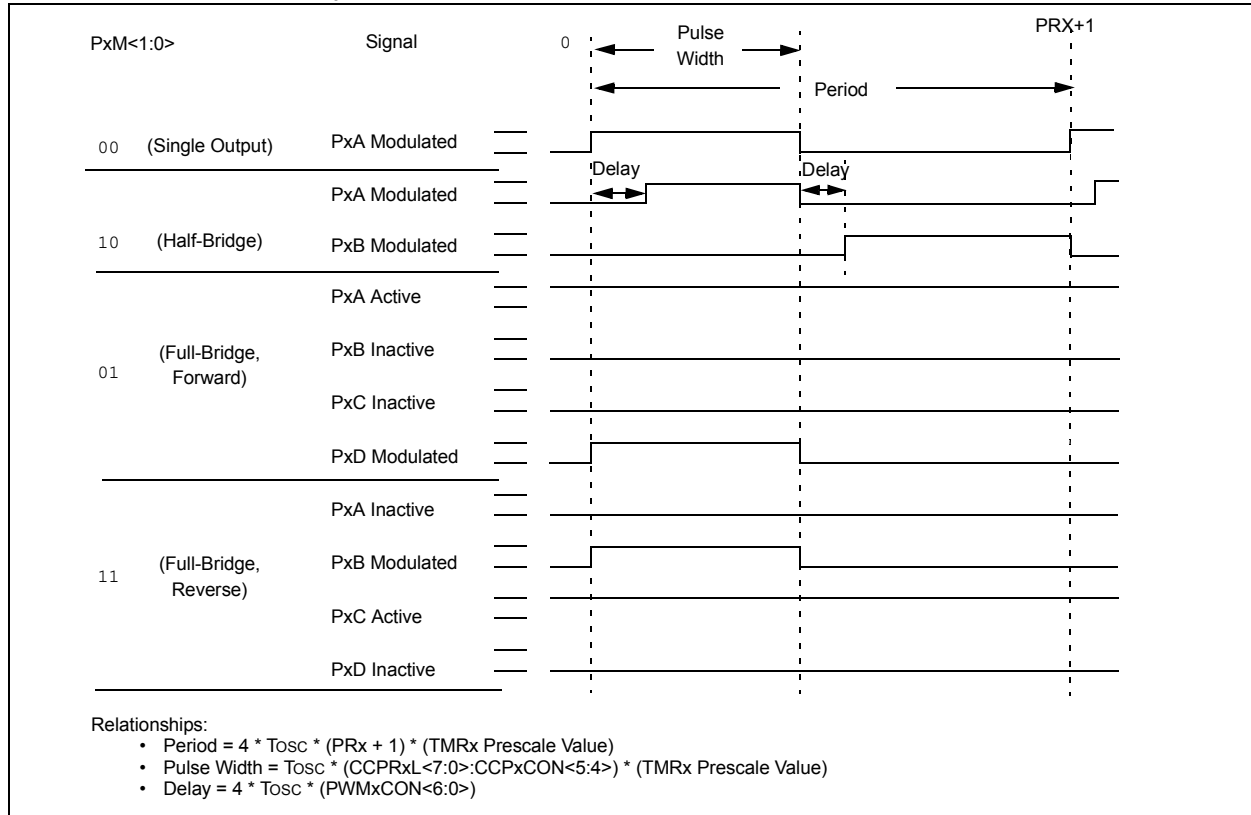 PxM<1:0> Signal 0 Pulse Width PRX+1
Period
00 (Single Output) PxA Modulated
Delay Delay
PxA Modulated
10 (Half-Bridge) PxB Modulated
PxA Active
01 (Full-Bridge, Forward) PxB Inactive
PxC Inactive
PxD Modulated
PxA Inactive
11 (Full-Bridge, Reverse) PxB Modulated
PxC Active
PxD Inactive
Relationships:
• Period = 4 * TOSC * (PRx + 1) * (TMRx Prescale Value)
• Pulse Width = TOSC * (CCPRxL<7:0>:CCPxCON<5:4>) * (TMRx Prescale Value)
• Delay = 4 * TOSC * (PWMxCON<6:0>)